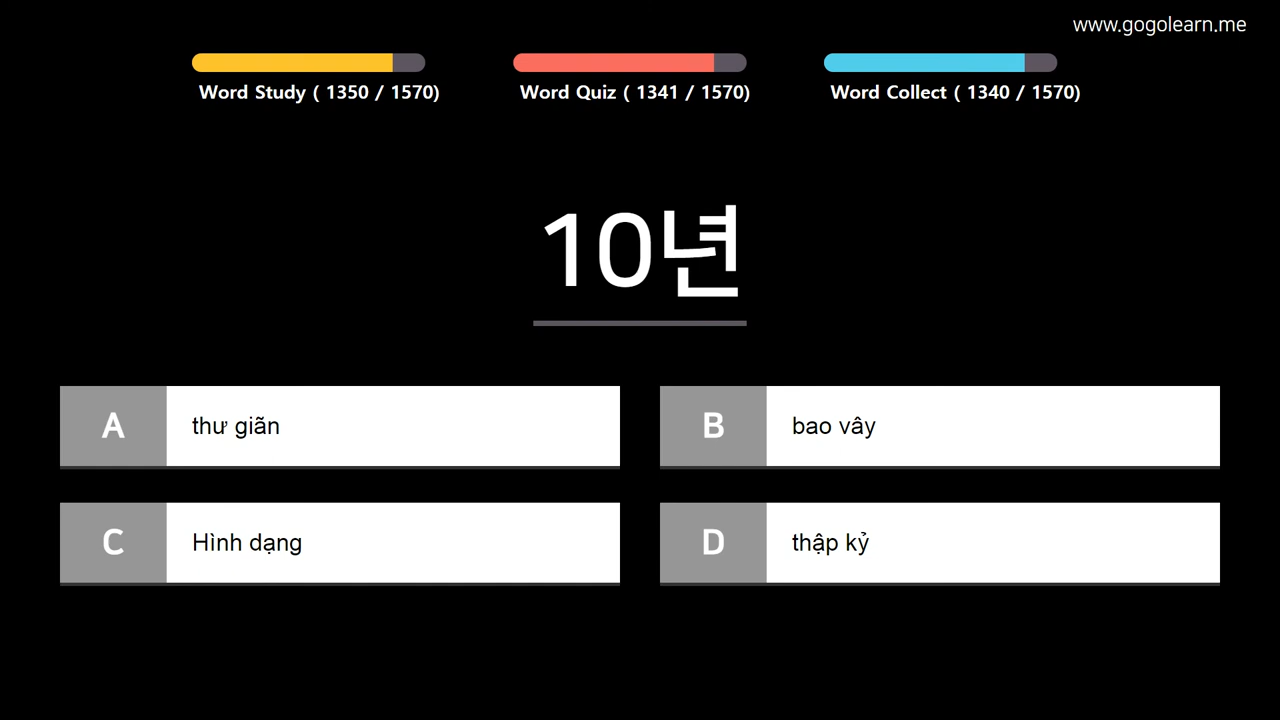 www.gogolearn.me
Word Study ( 1350 / 1570)
Word Quiz ( 1341 / 1570)
Word Collect ( 1340 / 1570)
10년
A thư giãn
B bao vây
C Hình dạng
D thập kỷ